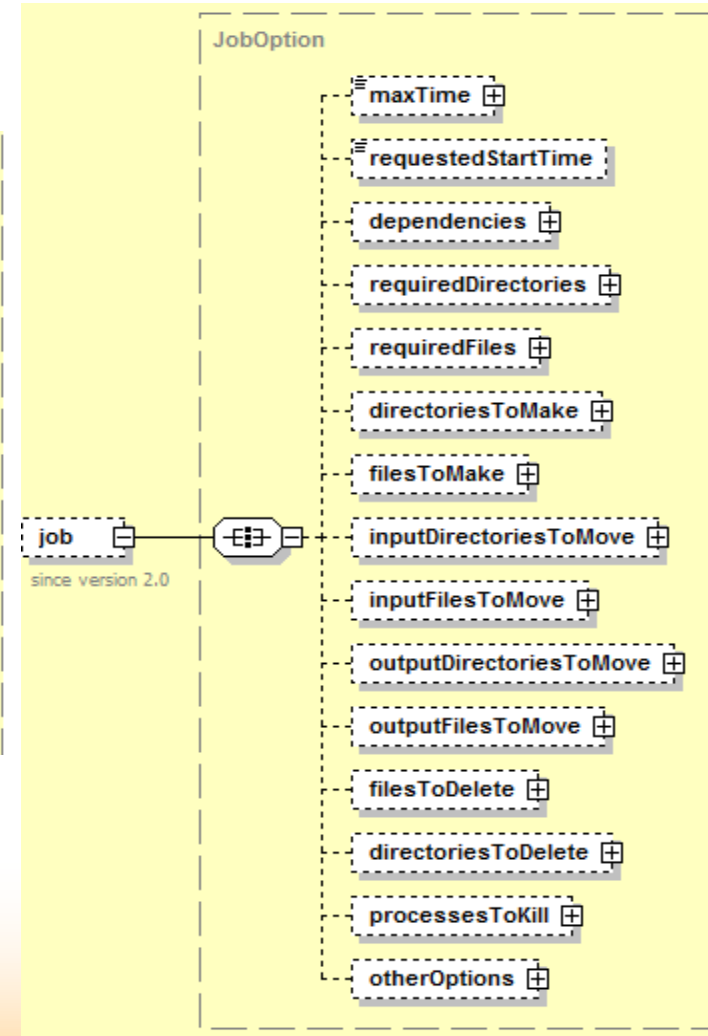 JobOption
maxTime
requestedStartTime
dependencies
requiredDirectories
requiredFiles
directoriesToMake
filesToMake
job
inputDirectoriesToMove
since version 2.0
inputFilesToMove
outputDirectoriesToMove
outputFilesToMove
filesToDelete
directoriesToDelete
processesToKill
otherOptions